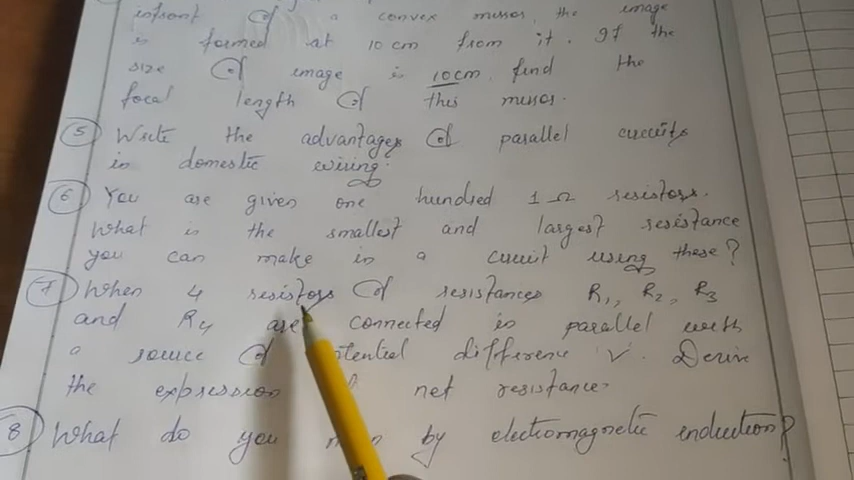 infront of a convex mirror, the image
is formed at 10 cm from it. If the
size of image is 10cm, find the
focal length of this mirror.
5 Write the advantages of parallel circuits
in domestic wiring.
6 You are given one hundred 1 Ω resistors.
What is the smallest and largest resistance
you can make in a circuit using these?
7 When 4 resistors of resistances R1, R2, R3
and R4 are connected in parallel with
a source of potential difference V. Derive
the expression net resistance.
8 What do you by electromagnetic induction?